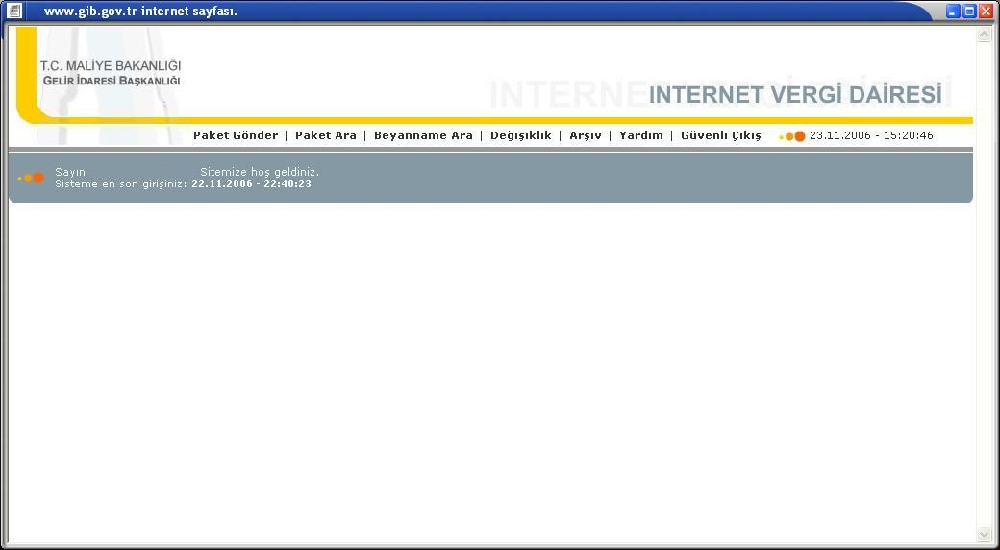 www.gib.gov.tr internet sayfası.
T.C. MALİYE BAKANLIĞI
GELİR İDARESİ BAŞKANLIĞI
INTERNET VERGİ DAİRESİ
Paket Gönder | Paket Ara | Beyanname Ara | Değişiklik | Arşiv | Yardım | Güvenli Çıkış 23.11.2006 - 15:20:46
Sayın Sitemize hoş geldiniz.
Sisteme en son girişiniz: 22.11.2006 - 22:40:23